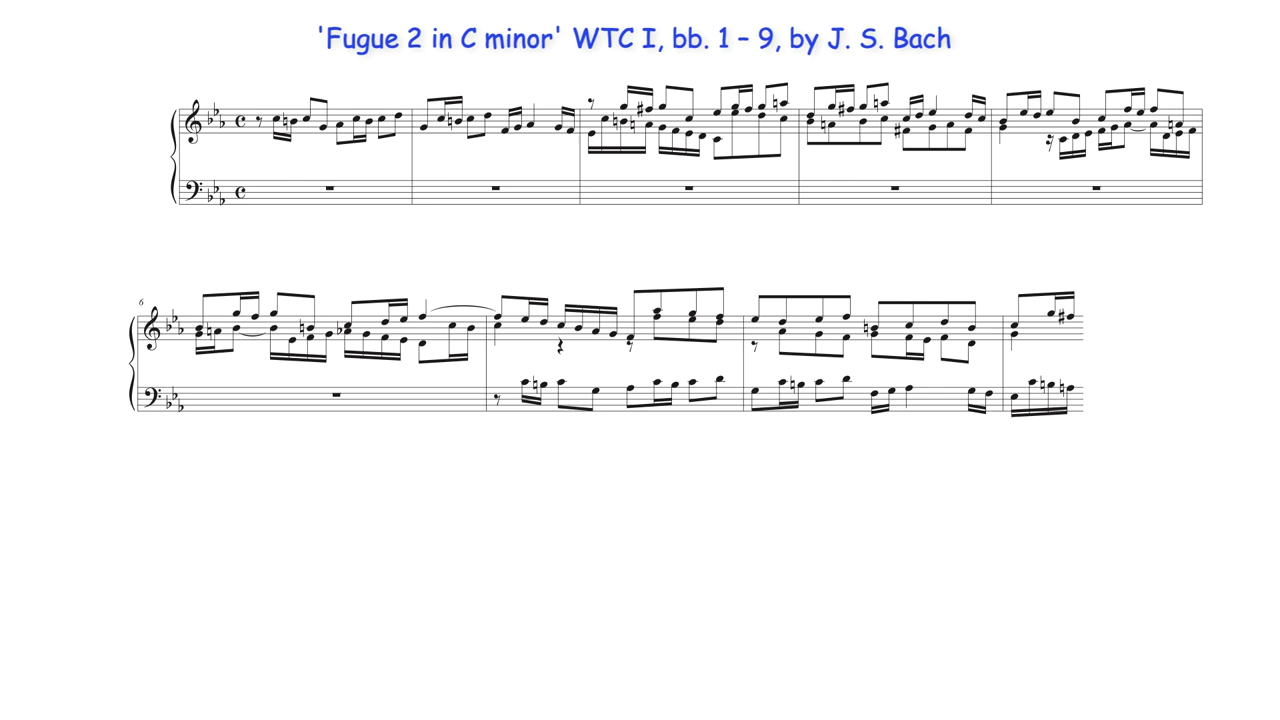 'Fugue 2 in C minor' WTC I, bb. 1 – 9, by J. S. Bach
6